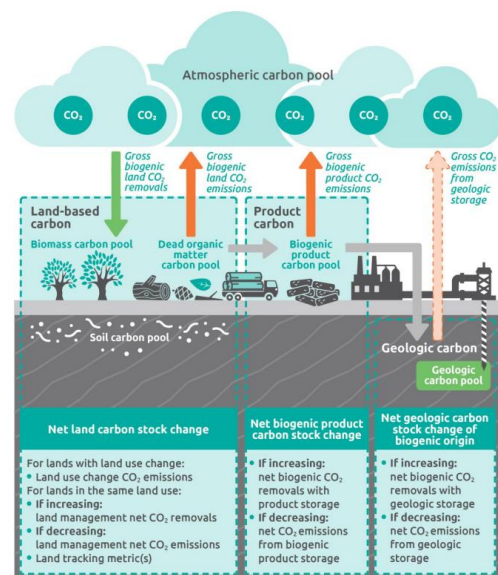 Atmospheric carbon pool
CO₂
CO₂
CO₂
CO₂
CO₂
CO₂
Gross
biogenic
land CO₂
removals
Gross
biogenic
land CO₂
emissions
Gross
biogenic
product CO₂
emissions
Gross CO₂
emissions
from
geologic
storage
Land-based
carbon
Product
carbon
Biomass carbon pool
Dead organic
matter
carbon pool
Biogenic
product
carbon pool
Soil carbon pool
Geologic carbon
Geologic
carbon pool
Net land carbon stock change
For lands with land use change:
• Land use change CO₂ emissions
For lands in the same land use:
• If increasing:
land management net CO₂ removals
• If decreasing:
land management net CO₂ emissions
• Land tracking metric(s)
Net biogenic product
carbon stock change
• If increasing:
net biogenic CO₂
removals with
product storage
• If decreasing:
net CO₂ emissions
from biogenic
product storage
Net geologic carbon
stock change
of biogenic origin
• If increasing:
net biogenic CO₂
removals with
geologic storage
• If decreasing:
net CO₂ emissions
from geologic
storage